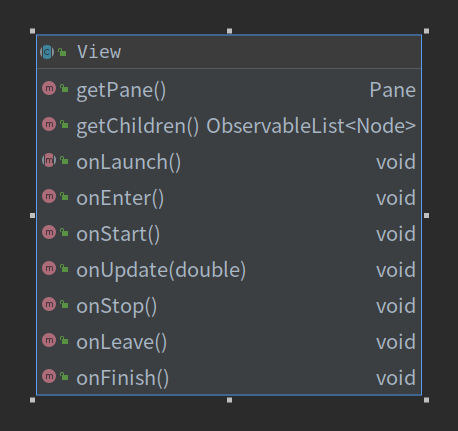 View
getPane() Pane
getChildren() ObservableList<Node>
onLaunch() void
onEnter() void
onStart() void
onUpdate(double) void
onStop() void
onLeave() void
onFinish() void